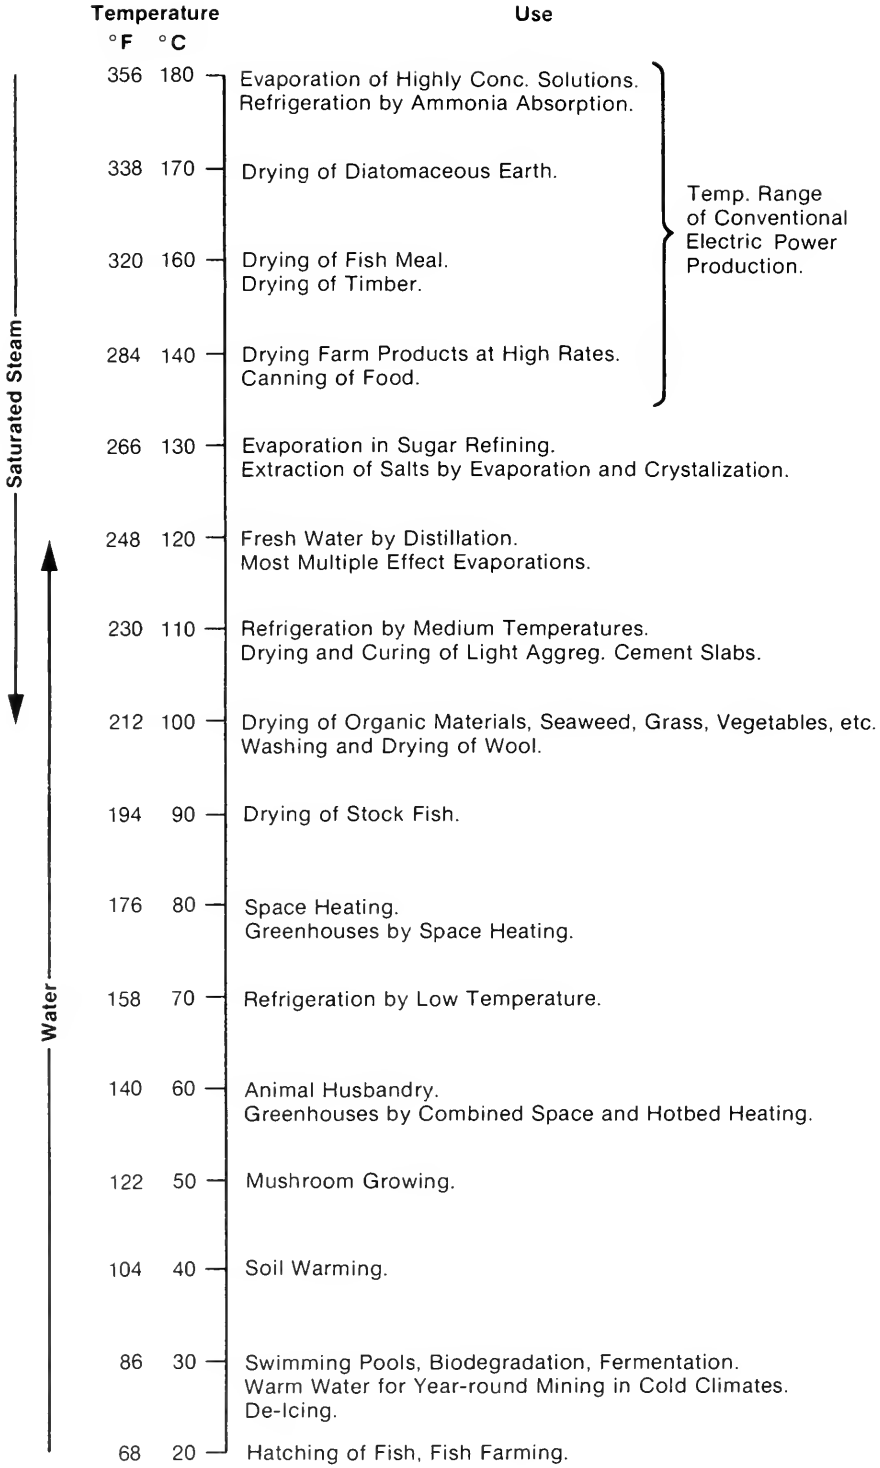 Temperature Use
°F °C
356 180 Evaporation of Highly Conc. Solutions.
Refrigeration by Ammonia Absorption.
338 170 Drying of Diatomaceous Earth.
Temp. Range
of Conventional
Electric Power
Production.
320 160 Drying of Fish Meal.
Drying of Timber.
284 140 Drying Farm Products at High Rates.
Canning of Food.
Saturated Steam
266 130 Evaporation in Sugar Refining.
Extraction of Salts by Evaporation and Crystalization.
248 120 Fresh Water by Distillation.
Most Multiple Effect Evaporations.
230 110 Refrigeration by Medium Temperatures.
Drying and Curing of Light Aggreg. Cement Slabs.
212 100 Drying of Organic Materials, Seaweed, Grass, Vegetables, etc.
Washing and Drying of Wool.
194 90 Drying of Stock Fish.
176 80 Space Heating.
Greenhouses by Space Heating.
158 70 Refrigeration by Low Temperature.
Water
140 60 Animal Husbandry.
Greenhouses by Combined Space and Hotbed Heating.
122 50 Mushroom Growing.
104 40 Soil Warming.
86 30 Swimming Pools, Biodegradation, Fermentation.
Warm Water for Year-round Mining in Cold Climates.
De-Icing.
68 20 Hatching of Fish, Fish Farming.